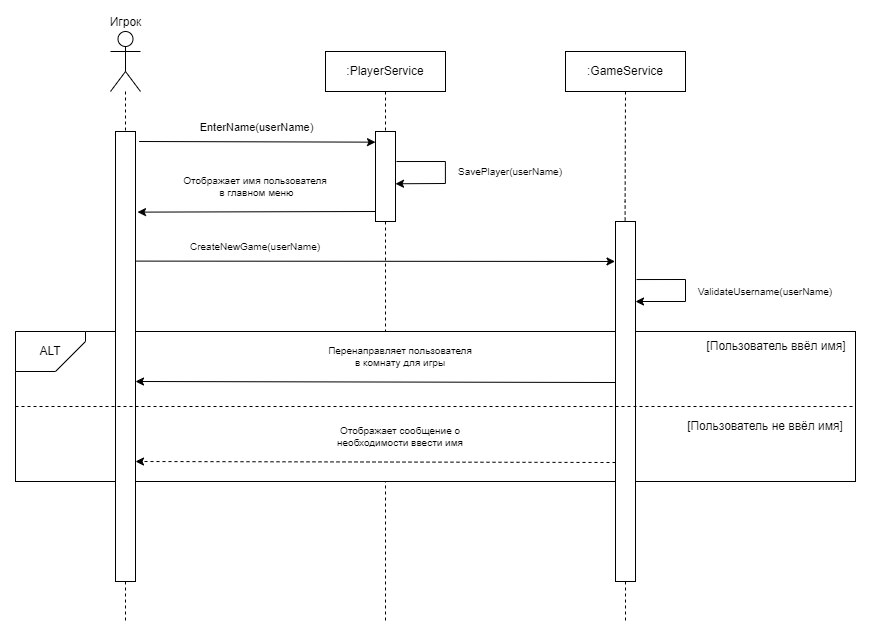 Игрок
:PlayerService
:GameService
EnterName(userName)
SavePlayer(userName)
Отображает имя пользователя
в главном меню
CreateNewGame(userName)
ValidateUsername(userName)
ALT
[Пользователь ввёл имя]
Перенаправляет пользователя
в комнату для игры
[Пользователь не ввёл имя]
Отображает сообщение о
необходимости ввести имя